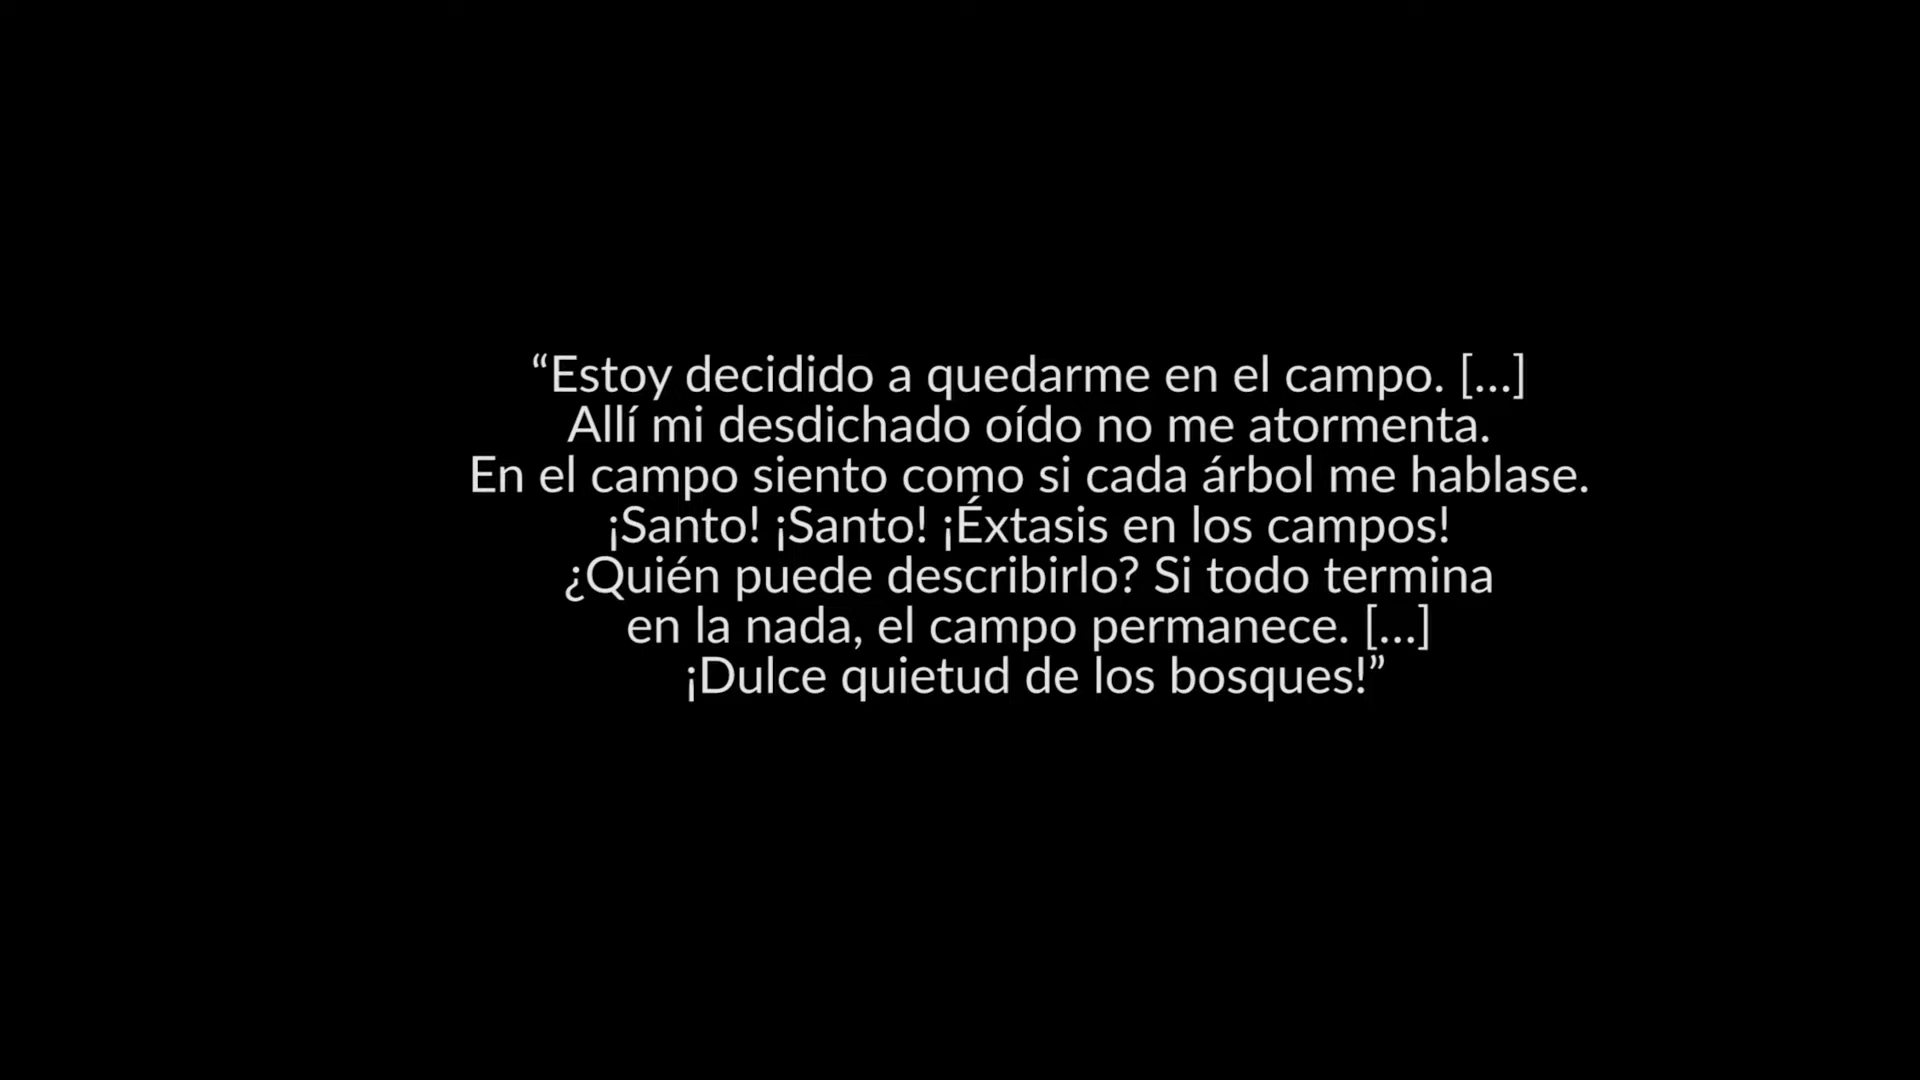 “Estoy decidido a quedarme en el campo. [...]
Allí mi desdichado oído no me atormenta.
En el campo siento como si cada árbol me hablase.
¡Santo! ¡Santo! ¡Éxtasis en los campos!
¿Quién puede describirlo? Si todo termina
en la nada, el campo permanece. [...]
¡Dulce quietud de los bosques!”